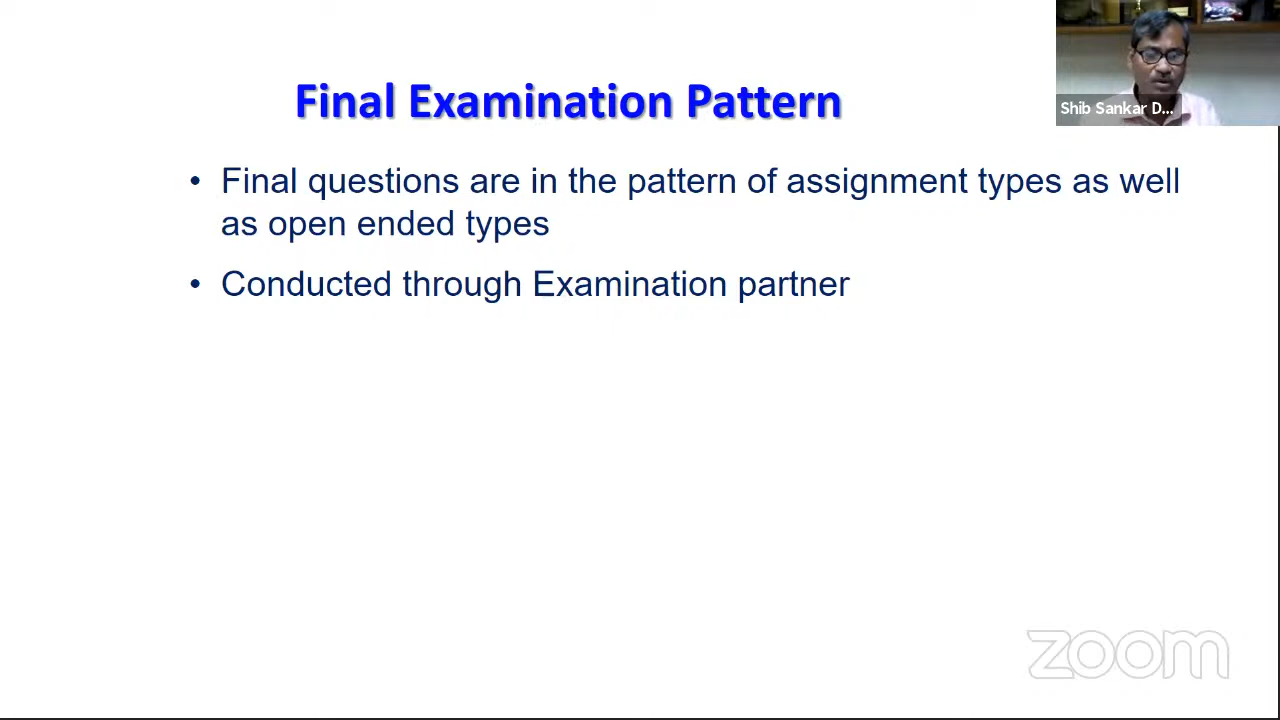 Final Examination Pattern
Shib Sankar D...
• Final questions are in the pattern of assignment types as well
as open ended types
• Conducted through Examination partner
zoom